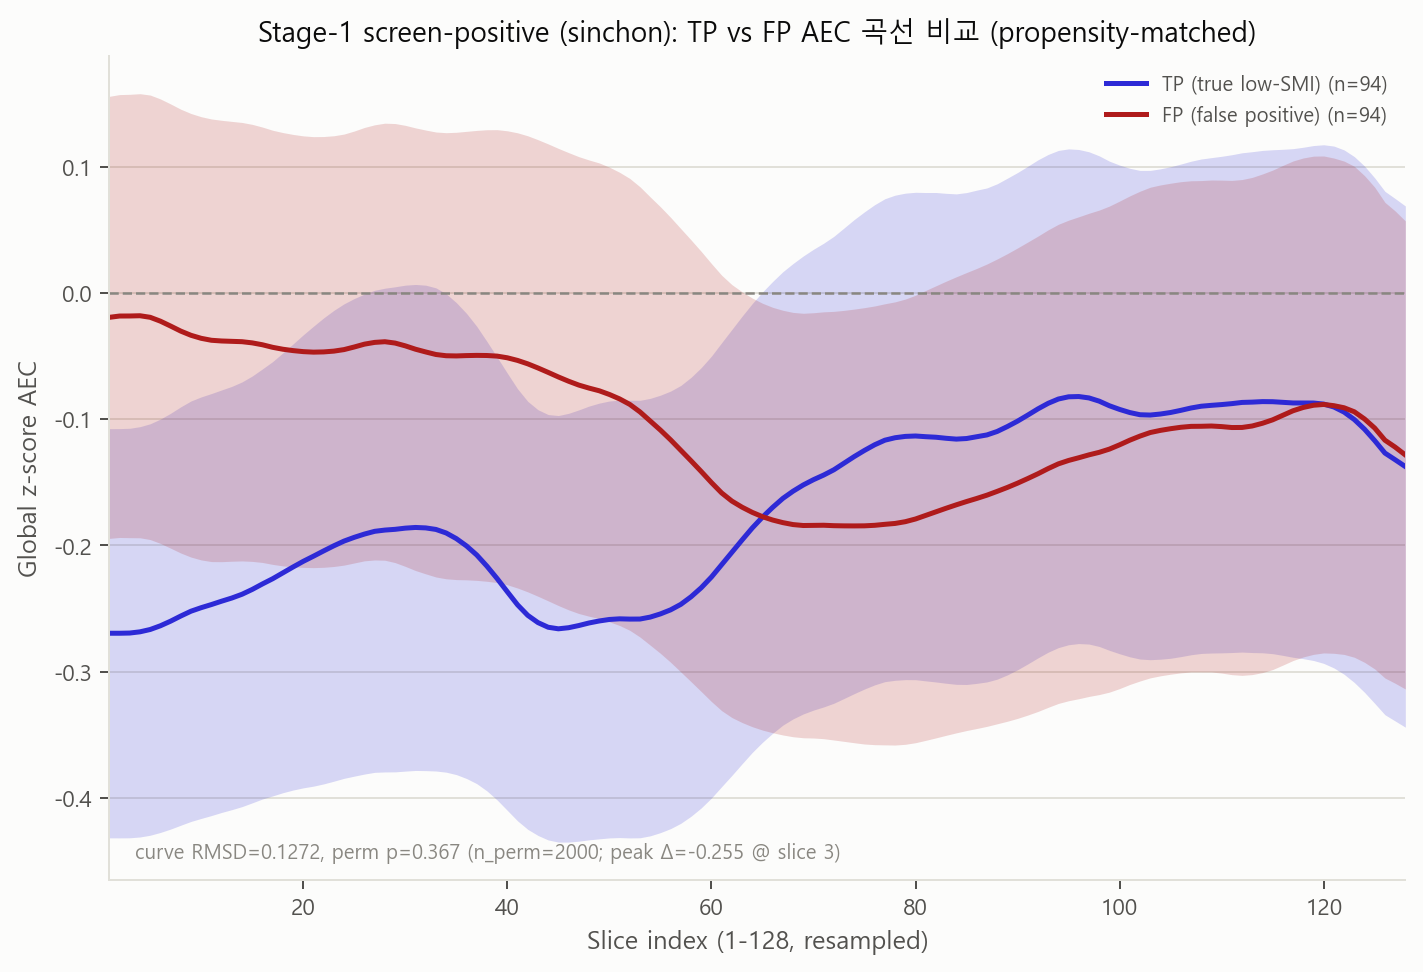 Stage-1 screen-positive (sinchon): TP vs FP AEC 곡선 비교 (propensity-matched)
TP (true low-SMI) (n=94)
FP (false positive) (n=94)
Global z-score AEC
0.1
0.0
-0.1
-0.2
-0.3
-0.4
curve RMSD=0.1272, perm p=0.367 (n_perm=2000; peak Δ=-0.255 @ slice 3)
20 40 60 80 100 120
Slice index (1-128, resampled)